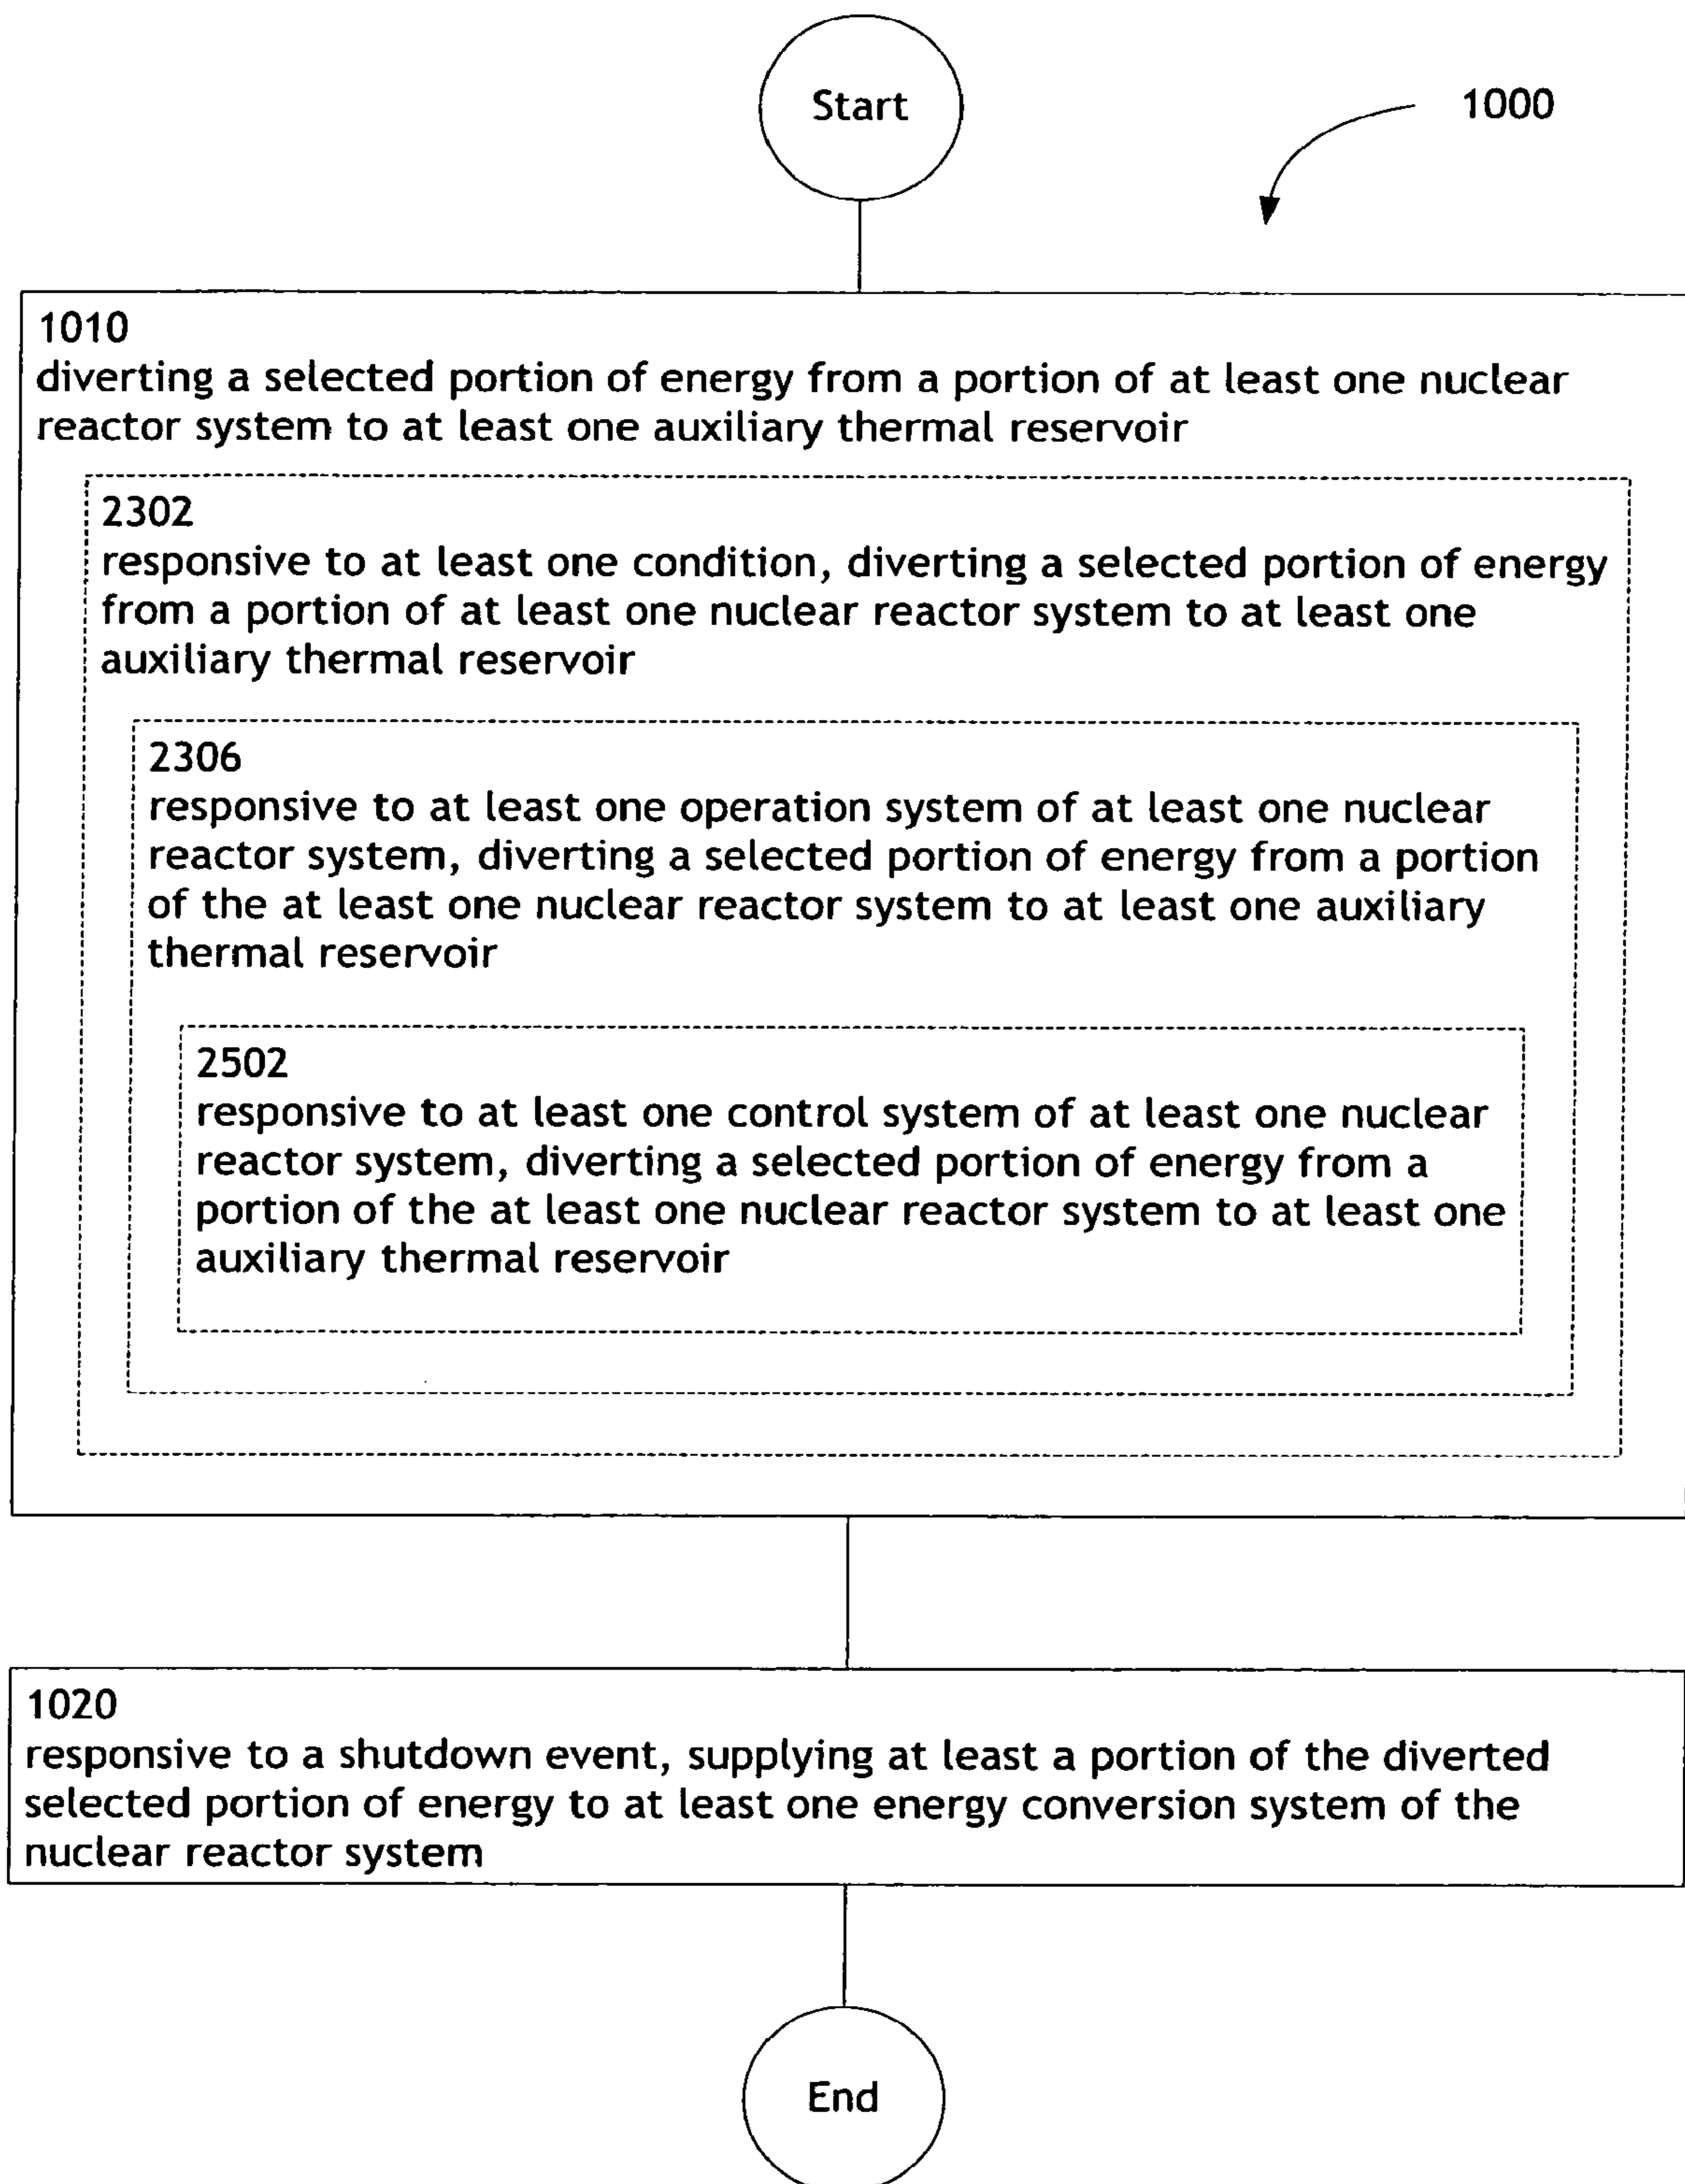 Start
1000
1010
diverting a selected portion of energy from a portion of at least one nuclear
reactor system to at least one auxiliary thermal reservoir
2302
responsive to at least one condition, diverting a selected portion of energy
from a portion of at least one nuclear reactor system to at least one
auxiliary thermal reservoir
2306
responsive to at least one operation system of at least one nuclear
reactor system, diverting a selected portion of energy from a portion
of the at least one nuclear reactor system to at least one auxiliary
thermal reservoir
2502
responsive to at least one control system of at least one nuclear
reactor system, diverting a selected portion of energy from a
portion of the at least one nuclear reactor system to at least one
auxiliary thermal reservoir
1020
responsive to a shutdown event, supplying at least a portion of the diverted
selected portion of energy to at least one energy conversion system of the
nuclear reactor system
End